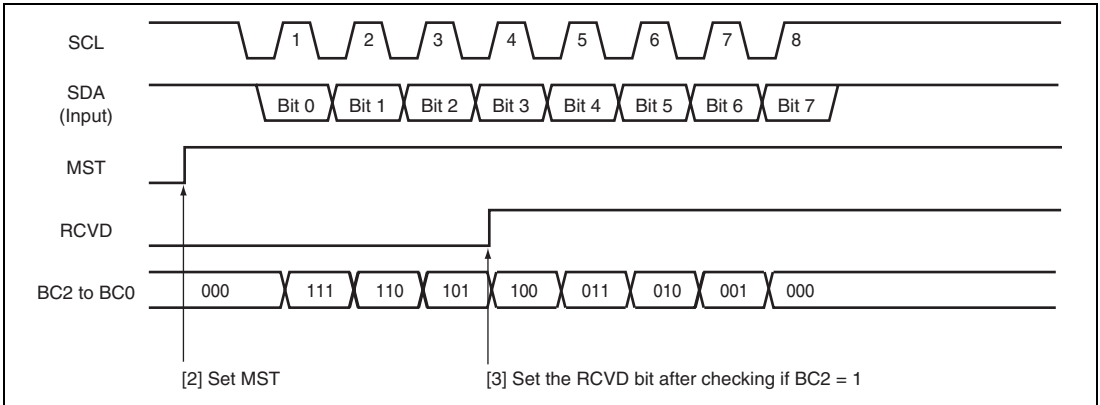 SCL 1 2 3 4 5 6 7 8
SDA
(Input)
Bit 0 Bit 1 Bit 2 Bit 3 Bit 4 Bit 5 Bit 6 Bit 7
MST
RCVD
BC2 to BC0 000 111 110 101 100 011 010 001 000
[2] Set MST [3] Set the RCVD bit after checking if BC2 = 1